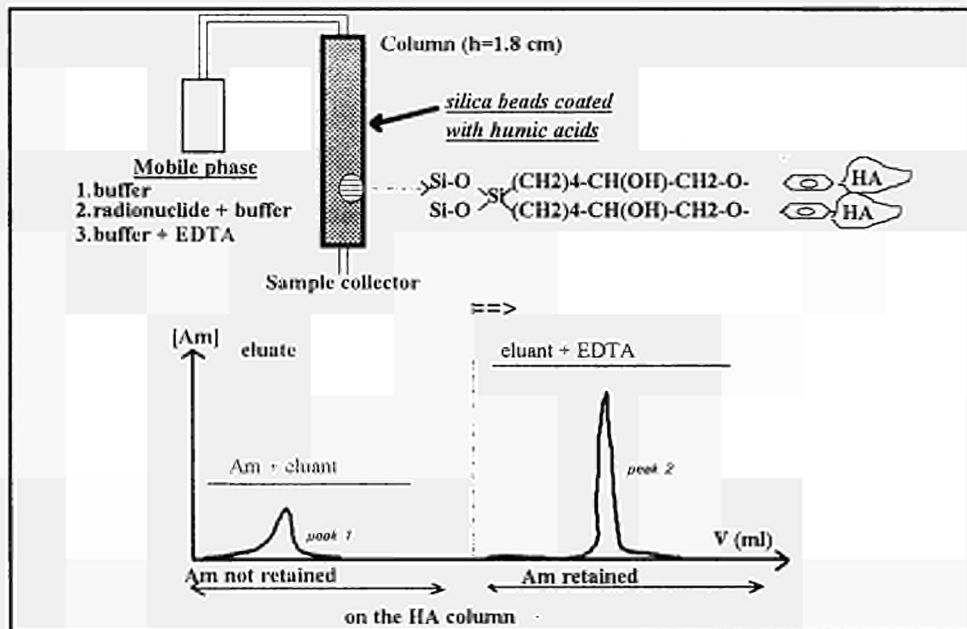 Column (h=1.8 cm)
silica beads coated
with humic acids
Mobile phase
1.buffer
2.radionuclide + buffer
3.buffer + EDTA
Si-O
Si-O
Si
(CH2)4-CH(OH)-CH2-O-
(CH2)4-CH(OH)-CH2-O-
HA
HA
Sample collector
==>
[Am]
eluate
eluant + EDTA
Am + eluant
peak 1
peak 2
V (ml)
Am not retained
Am retained
on the HA column